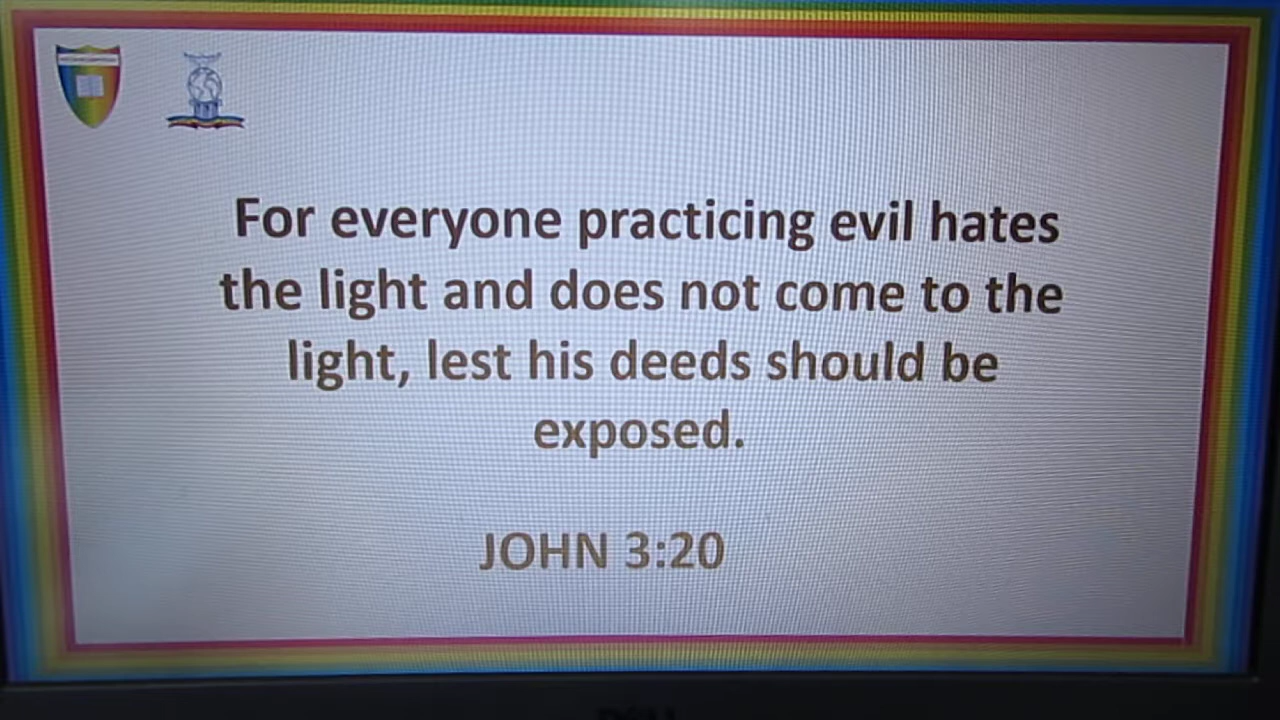 For everyone practicing evil hates
the light and does not come to the
light, lest his deeds should be
exposed.
JOHN 3:20